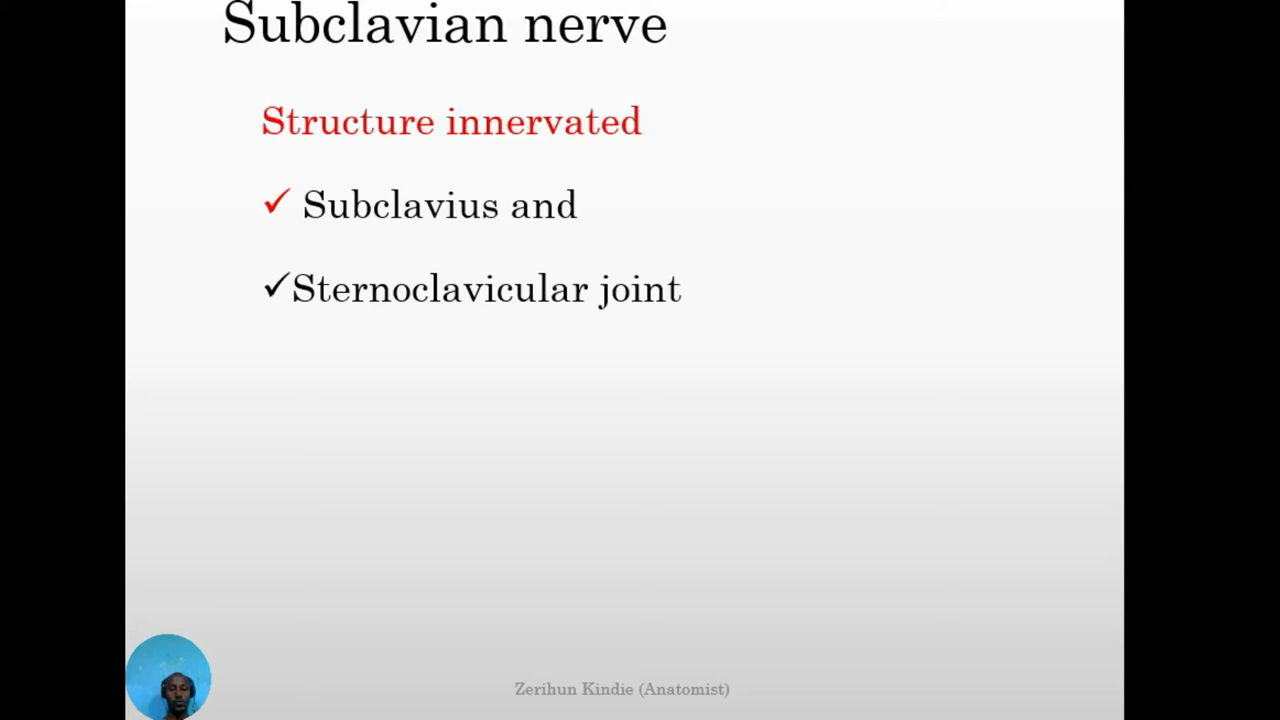 Subclavian nerve
Structure innervated
✓ Subclavius and
✓Sternoclavicular joint
Zerihun Kindie (Anatomist)